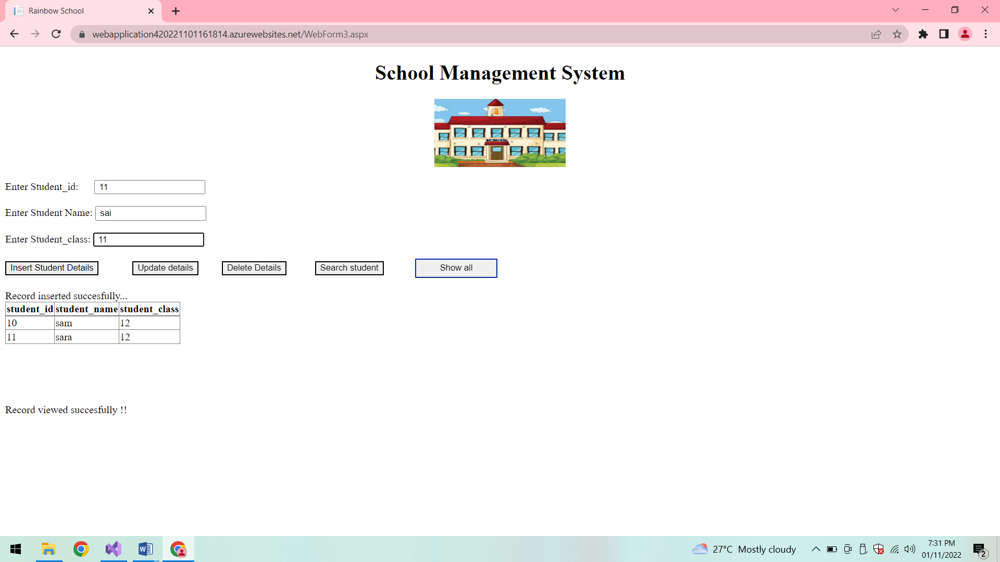 Rainbow School
webapplication420221101161814.azurewebsites.net/WebForm3.aspx
School Management System
SCHOOL
Enter Student_id: 11
Enter Student Name: sai
Enter Student_class: 11
Insert Student Details Update details Delete Details Search student Show all
Record inserted succesfully...
student_id student_name student_class
10 sam 12
11 sara 12
Record viewed succesfully !!
27°C Mostly cloudy
7:31 PM
01/11/2022
2